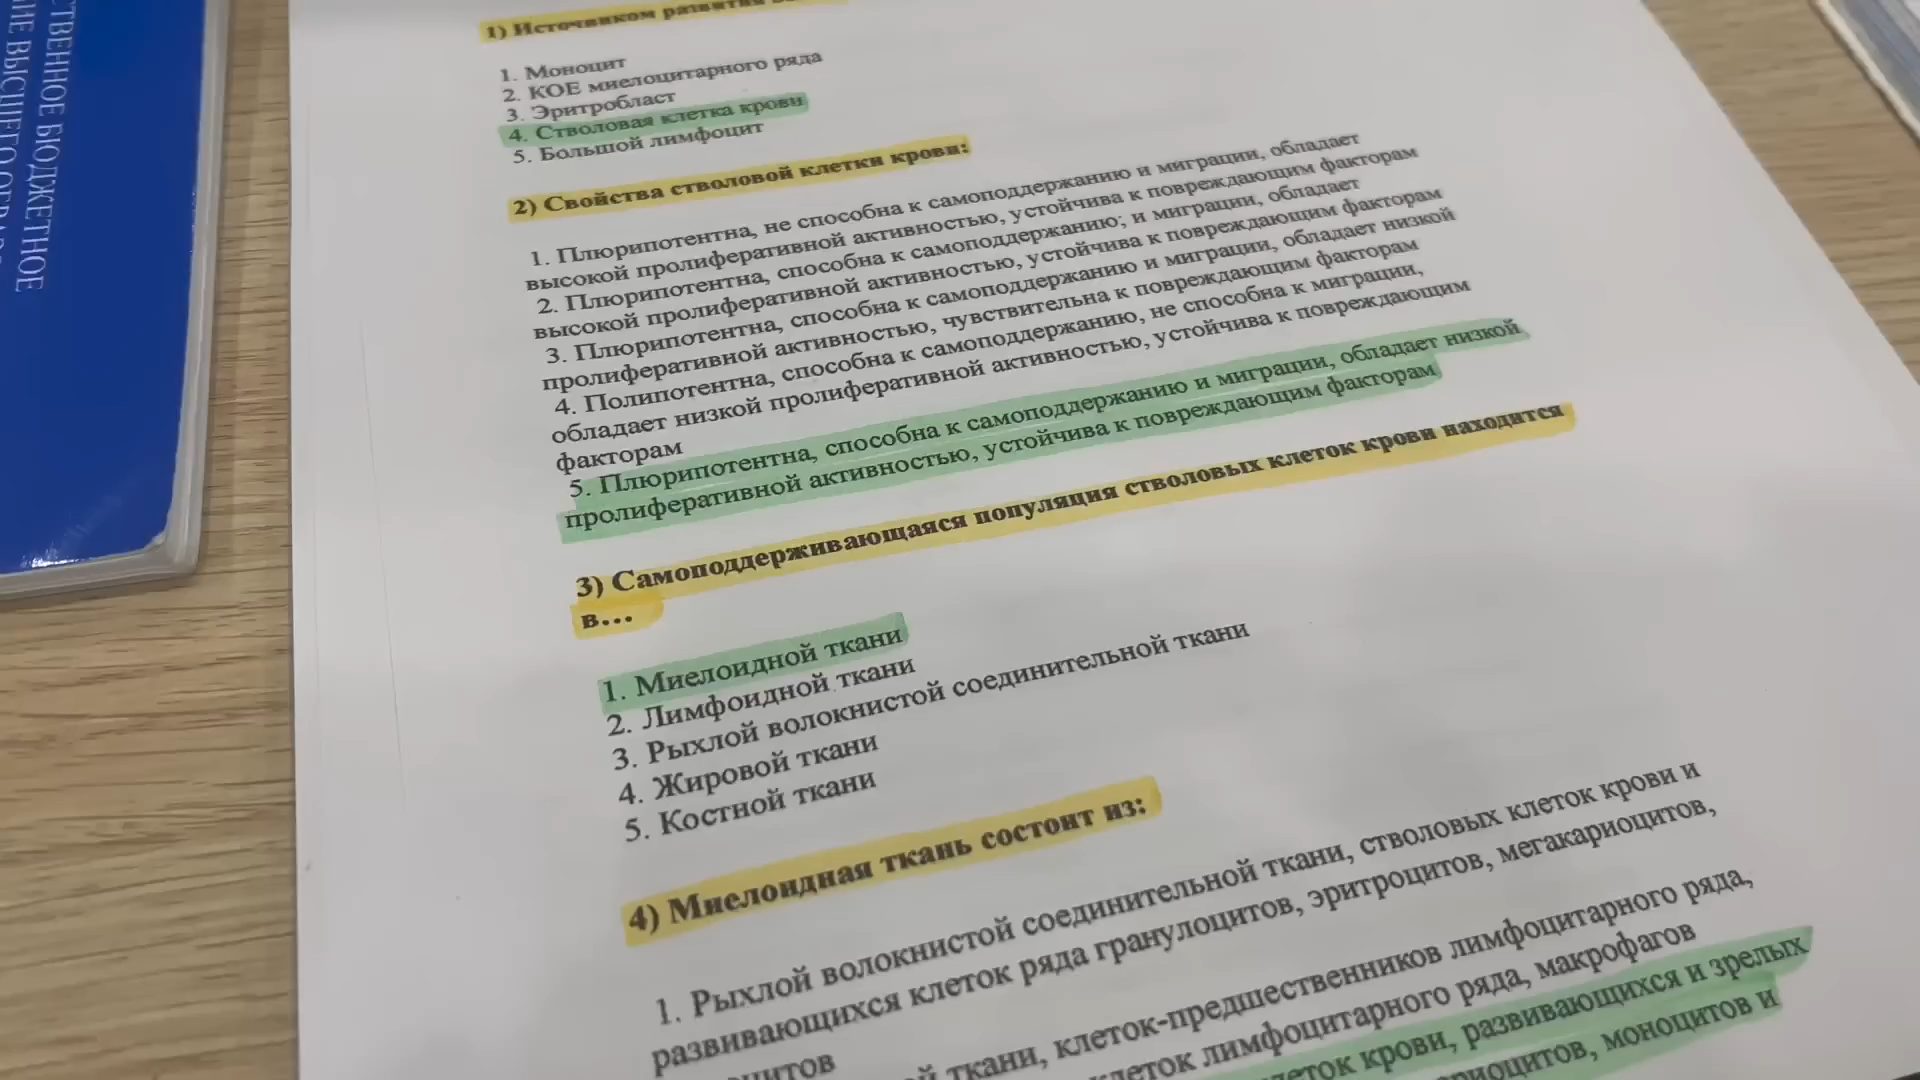 СТВЕННОЕ БЮДЖЕТНОЕ
ИЕ ВЫСШЕГО
1) Источником развития
1. Моноцит
2. КОЕ миелоцитарного ряда
3. Эритробласт
4. Стволовая клетка крови
5. Большой лимфоцит
2) Свойства стволовой клетки крови:
1. Плюрипотентна, не способна к самоподдержанию и миграции, обладает
высокой пролиферативной активностью, устойчива к повреждающим факторам
2. Плюрипотентна, способна к самоподдержанию; и миграции, обладает
высокой пролиферативной активностью, устойчива к повреждающим факторам
3. Плюрипотентна, способна к самоподдержанию и миграции, обладает низкой
пролиферативной активностью, чувствительна к повреждающим факторам
4. Полипотентна, способна к самоподдержанию, не способна к миграции,
обладает низкой пролиферативной активностью, устойчива к повреждающим
факторам
5. Плюрипотентна, способна к самоподдержанию и миграции, обладает низкой
пролиферативной активностью, устойчива к повреждающим факторам
3) Самоподдерживающаяся популяция стволовых клеток крови находится
в...
1. Миелоидной ткани
2. Лимфоидной ткани
3. Рыхлой волокнистой соединительной ткани
4. Жировой ткани
5. Костной ткани
4) Миелоидная ткань состоит из:
1. Рыхлой волокнистой соединительной ткани, стволовых клеток крови и
развивающихся клеток ряда гранулоцитов, эритроцитов, мегакариоцитов,
ткани, клеток-предшественников лимфоцитарного ряда,
клеток лимфоцитарного ряда, макрофагов
крови, развивающихся и зрелых
моноцитов и